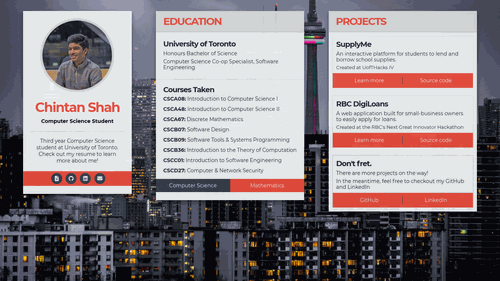 Chintan Shah
Computer Science Student
Third year Computer Science
student at University of Toronto.
Check out my resume to learn
more about me!
EDUCATION
University of Toronto
Honours Bachelor of Science
Computer Science Co-op Specialist, Software
Engineering
Courses Taken
CSCA08: Introduction to Computer Science I
CSCA48: Introduction to Computer Science II
CSCA67: Discrete Mathematics
CSCB07: Software Design
CSCB09: Software Tools & Systems Programming
CSCB36: Introduction to the Theory of Computation
CSCC01: Introduction to Software Engineering
CSCD27: Computer & Network Security
Computer Science
Mathematics
PROJECTS
SupplyMe
An interactive platform for students to lend and
borrow school supplies.
Created at UofTHacks IV
Learn more
Source code
RBC DigiLoans
A web application built for small-business owners
to easily apply for loans.
Created at the RBC's Next Great Innovator Hackathon
Learn more
Source code
Don't fret.
There are more projects on the way!
In the meantime, feel free to checkout my GitHub
and LinkedIn
GitHub
LinkedIn